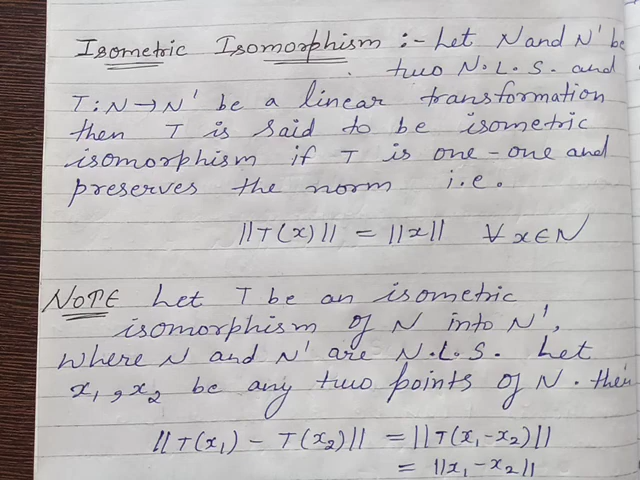 Isometric Isomorphism :- Let N and N' be
two N.L.S. and
T: N → N' be a linear transformation
then T is said to be isometric
isomorphism if T is one-one and
preserves the norm i.e.
||T(x)|| = ||x|| ∀ x ∈ N
NOTE Let T be an isometric
isomorphism of N into N',
where N and N' are N.L.S. Let
x₁, x₂ be any two points of N. then
||T(x₁) - T(x₂)|| = ||T(x₁-x₂)||
= ||x₁-x₂||